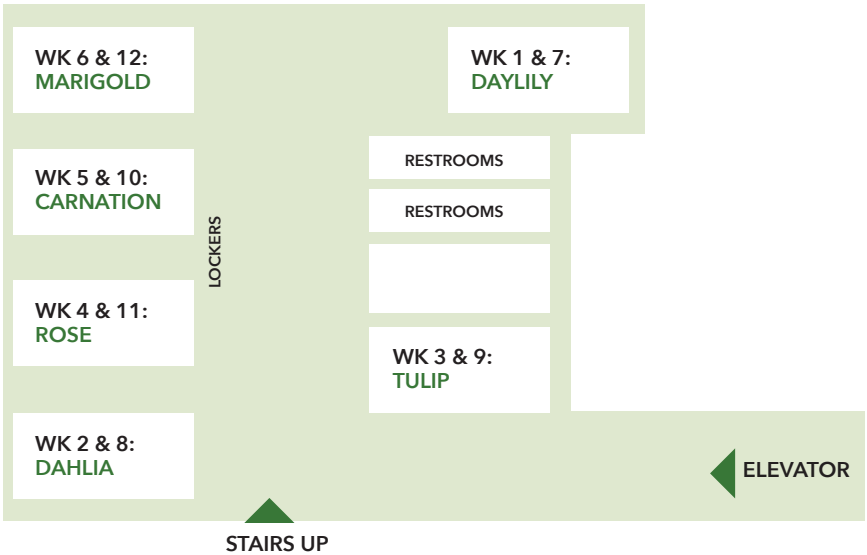 WK 6 & 12:
MARIGOLD
WK 1 & 7:
DAYLILY
RESTROOMS
WK 5 & 10:
CARNATION
RESTROOMS
LOCKERS
WK 4 & 11:
ROSE
WK 3 & 9:
TULIP
WK 2 & 8:
DAHLIA
ELEVATOR
STAIRS UP